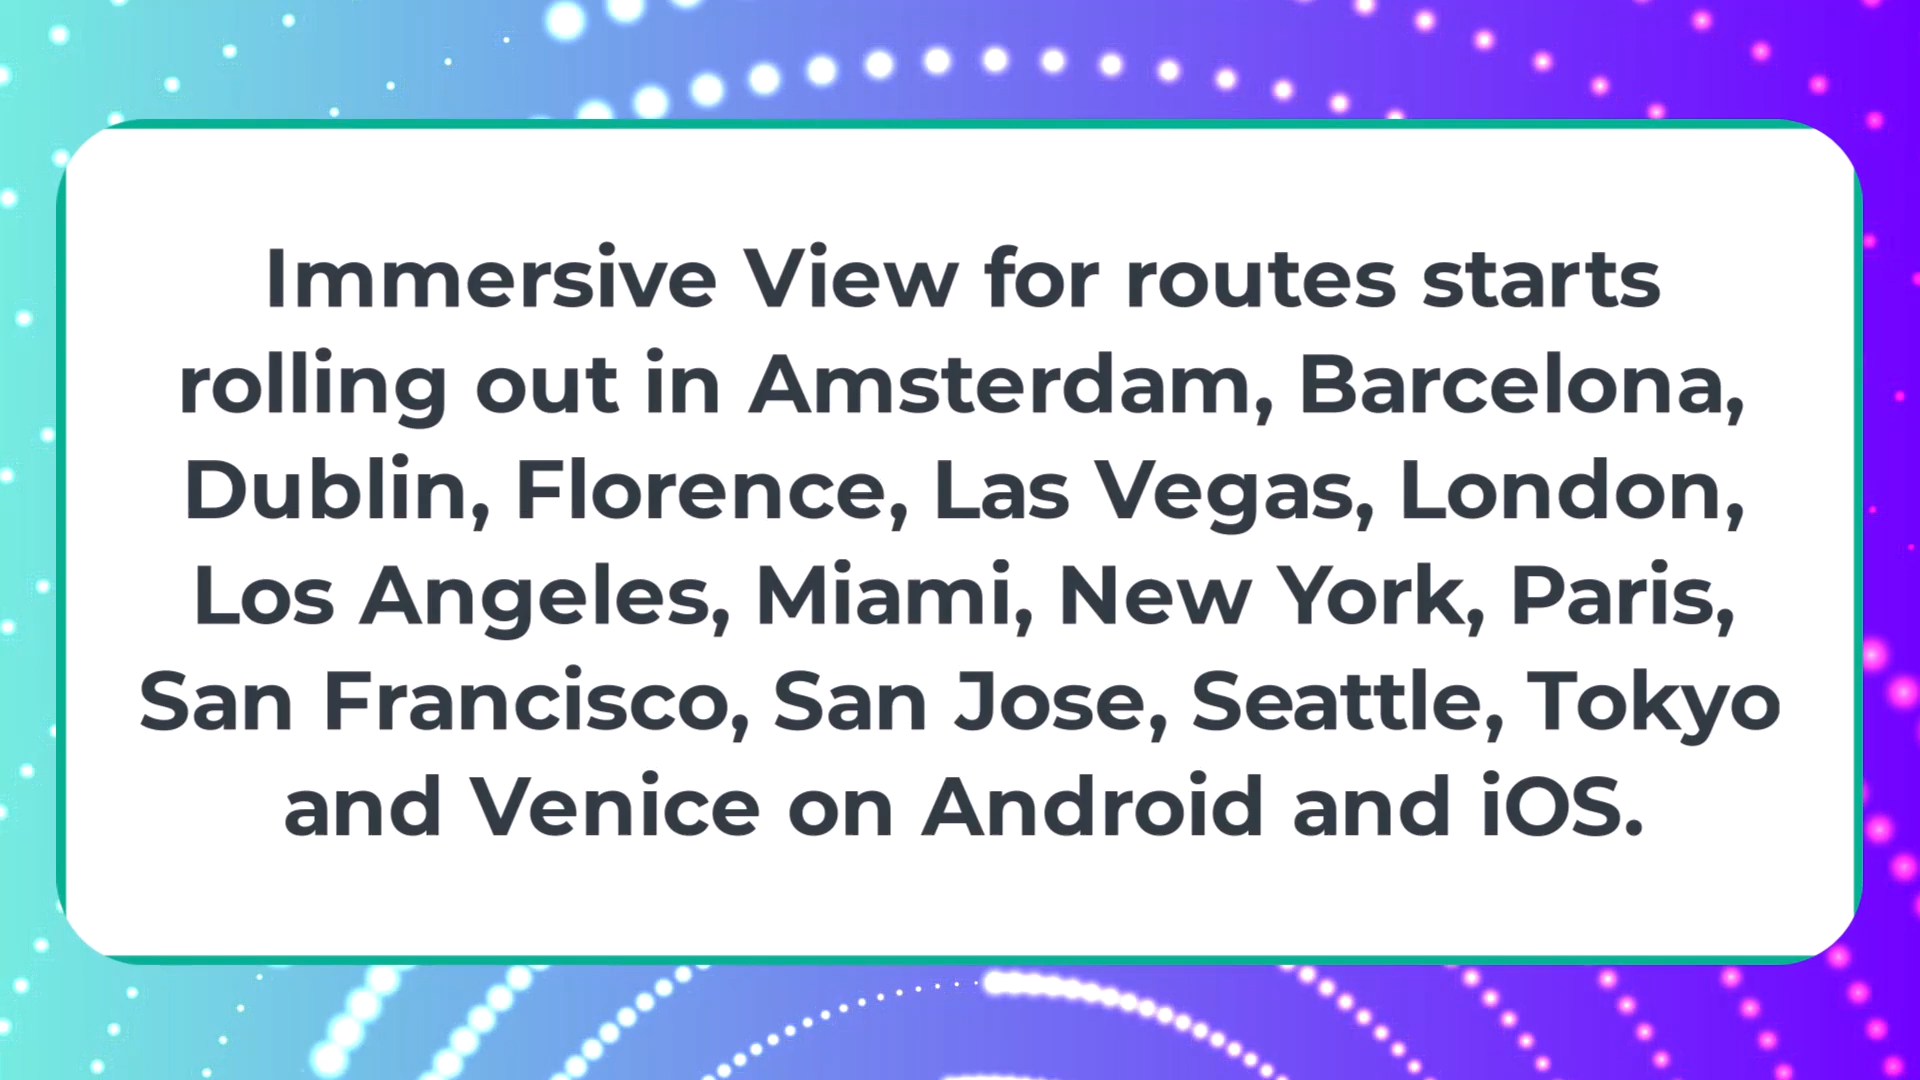 Immersive View for routes starts
rolling out in Amsterdam, Barcelona,
Dublin, Florence, Las Vegas, London,
Los Angeles, Miami, New York, Paris,
San Francisco, San Jose, Seattle, Tokyo
and Venice on Android and iOS.